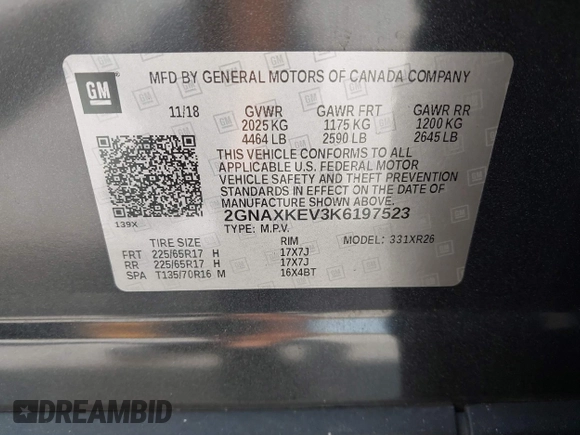 GM
MFD BY GENERAL MOTORS OF CANADA COMPANY
11/18 GVWR GAWR FRT GAWR RR
2025 KG 1175 KG 1200 KG
4464 LB 2590 LB 2645 LB
THIS VEHICLE CONFORMS TO ALL
APPLICABLE U.S. FEDERAL MOTOR
VEHICLE SAFETY, BUMPER, AND THEFT
PREVENTION STANDARDS IN EFFECT ON
THE DATE OF MANUFACTURE SHOWN ABOVE.
139X
2GNAXKEV3K6197523
TYPE: M.P.V. MODEL: 331XR26
TIRE SIZE RIM
FRT 225/65R17 H 17X7J
RR 225/65R17 H 17X7J
SPA T135/70R16 M 16X4BT
DREAMBID
DREAMBID.COM